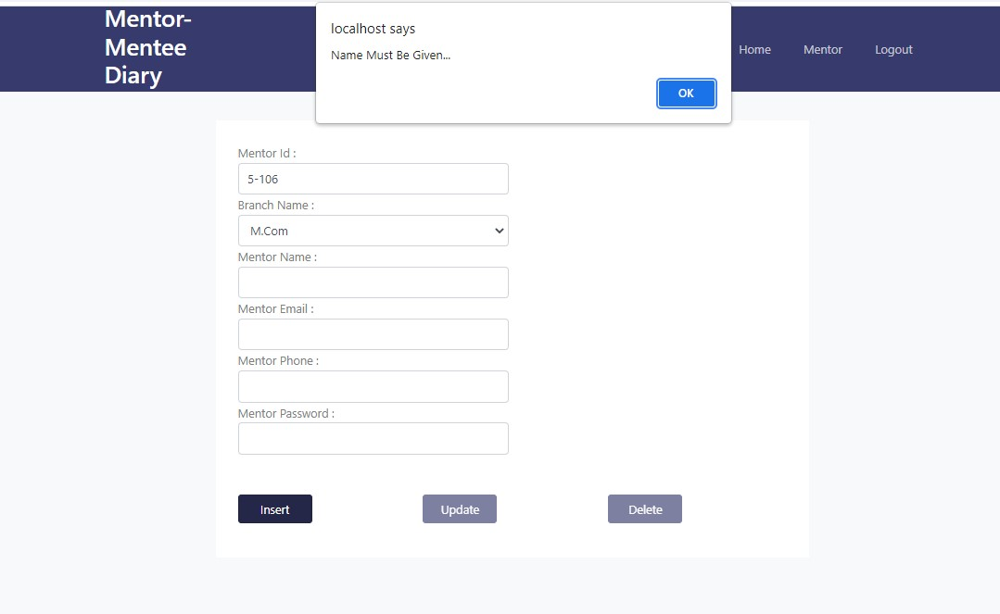 Mentor-
Mentee
Diary
localhost says
Name Must Be Given...
OK
Home Mentor Logout
Mentor Id :
5-106
Branch Name :
M.Com
Mentor Name :
Mentor Email :
Mentor Phone :
Mentor Password :
Insert Update Delete